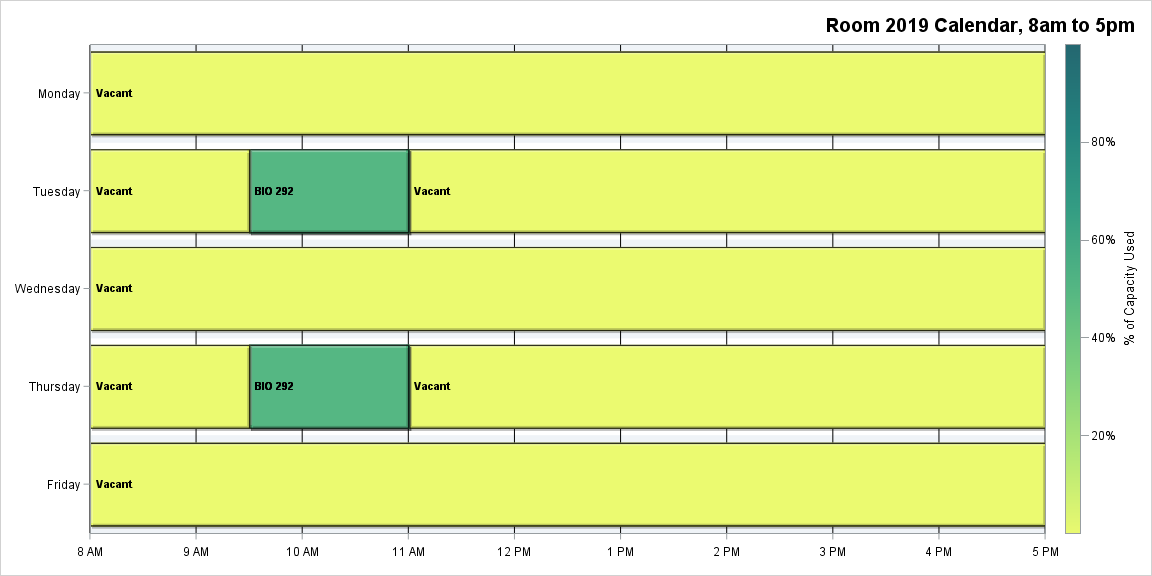 Room 2019 Calendar, 8am to 5pm
Monday
Vacant
Tuesday
Vacant
BIO 292
Vacant
Wednesday
Vacant
Thursday
Vacant
BIO 292
Vacant
Friday
Vacant
8 AM
9 AM
10 AM
11 AM
12 PM
1 PM
2 PM
3 PM
4 PM
5 PM
80%
60%
40%
20%
% of Capacity Used